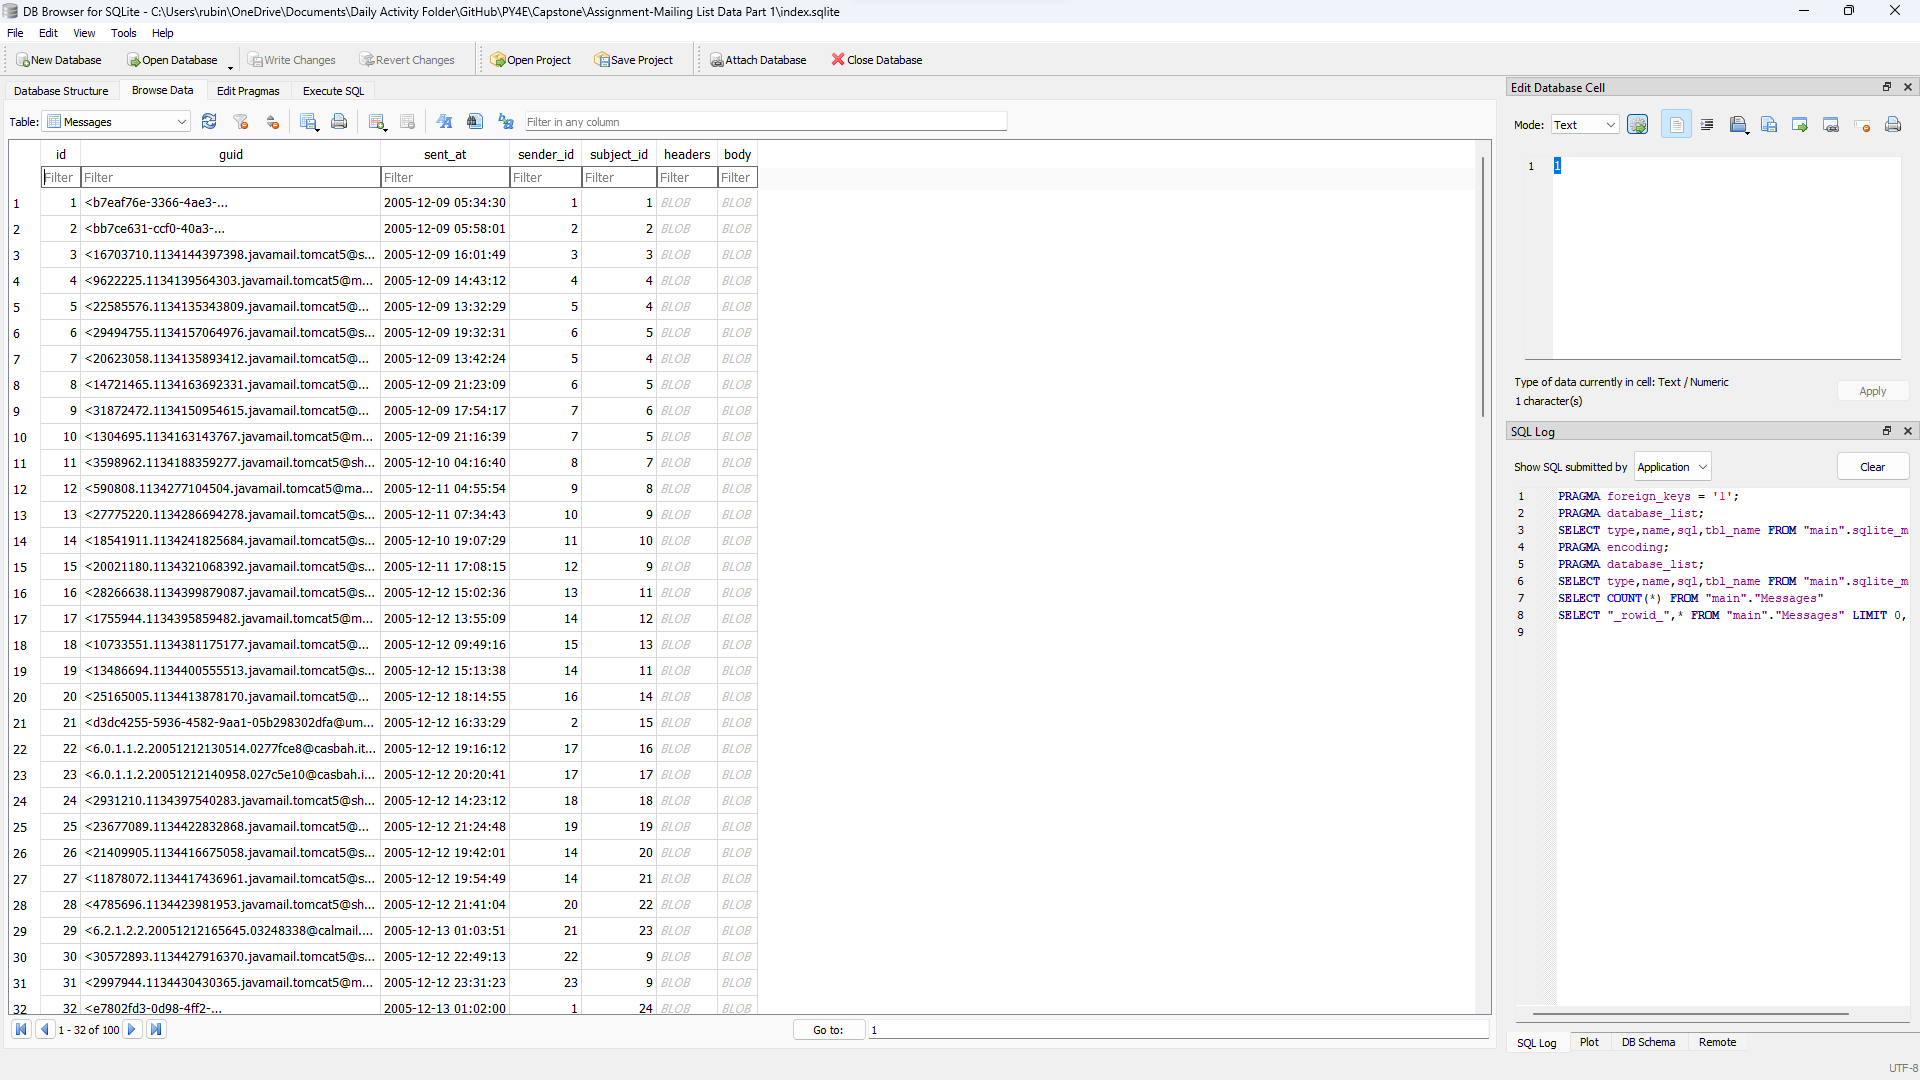 DB Browser for SQLite - C:\Users\rubin\OneDrive\Documents\Daily Activity Folder\GitHub\PY4E\Capstone\Assignment-Mailing List Data Part 1\index.sqlite
File Edit View Tools Help
New Database Open Database Write Changes Revert Changes Open Project Save Project Attach Database Close Database
Database Structure Browse Data Edit Pragmas Execute SQL
Table: Messages Filter in any column
id guid sent_at sender_id subject_id headers body
Filter Filter Filter Filter Filter Filter Filter
1 1 <b7eaf76e-3366-4ae3-... 2005-12-09 05:34:30 1 1 BLOB BLOB
2 2 <bb7ce631-ccf0-40a3-... 2005-12-09 05:58:01 2 2 BLOB BLOB
3 3 <16703710.1134144397398.javamail.tomcat5@s... 2005-12-09 16:01:49 3 3 BLOB BLOB
4 4 <9622225.1134139564303.javamail.tomcat5@m... 2005-12-09 14:43:12 4 4 BLOB BLOB
5 5 <22585576.1134135343809.javamail.tomcat5@... 2005-12-09 13:32:29 5 4 BLOB BLOB
6 6 <29494755.1134157064976.javamail.tomcat5@s... 2005-12-09 19:32:31 6 5 BLOB BLOB
7 7 <20623058.1134135893412.javamail.tomcat5@... 2005-12-09 13:42:24 5 4 BLOB BLOB
8 8 <14721465.1134163692331.javamail.tomcat5@... 2005-12-09 21:23:09 6 5 BLOB BLOB
9 9 <31872472.1134150954615.javamail.tomcat5@... 2005-12-09 17:54:17 7 6 BLOB BLOB
10 10 <1304695.1134163143767.javamail.tomcat5@m... 2005-12-09 21:16:39 7 5 BLOB BLOB
11 11 <3598962.1134188359277.javamail.tomcat5@sh... 2005-12-10 04:16:40 8 7 BLOB BLOB
12 12 <590808.1134277104504.javamail.tomcat5@ma... 2005-12-11 04:55:54 9 8 BLOB BLOB
13 13 <27775220.1134286694278.javamail.tomcat5@s... 2005-12-11 07:34:43 10 9 BLOB BLOB
14 14 <18541911.1134241825684.javamail.tomcat5@s... 2005-12-10 19:07:29 11 10 BLOB BLOB
15 15 <20021180.1134321068392.javamail.tomcat5@s... 2005-12-11 17:08:15 12 9 BLOB BLOB
16 16 <28266638.1134399879087.javamail.tomcat5@s... 2005-12-12 15:02:36 13 11 BLOB BLOB
17 17 <1755944.1134395859482.javamail.tomcat5@m... 2005-12-12 13:55:09 14 12 BLOB BLOB
18 18 <10733551.1134381175177.javamail.tomcat5@... 2005-12-12 09:49:16 15 13 BLOB BLOB
19 19 <13486694.1134400555513.javamail.tomcat5@s... 2005-12-12 15:13:38 14 11 BLOB BLOB
20 20 <25165005.1134413878170.javamail.tomcat5@... 2005-12-12 18:14:55 16 14 BLOB BLOB
21 21 <d3dc4255-5936-4582-9aa1-05b298302dfa@um... 2005-12-12 16:33:29 2 15 BLOB BLOB
22 22 <6.0.1.1.2.20051212130514.0277fce8@casbah.it... 2005-12-12 19:16:12 17 16 BLOB BLOB
23 23 <6.0.1.1.2.20051212140958.027c5e10@casbah.i... 2005-12-12 20:20:41 17 17 BLOB BLOB
24 24 <2931210.1134397540283.javamail.tomcat5@sh... 2005-12-12 14:23:12 18 18 BLOB BLOB
25 25 <23677089.1134422832868.javamail.tomcat5@... 2005-12-12 21:24:48 19 19 BLOB BLOB
26 26 <21409905.1134416675058.javamail.tomcat5@s... 2005-12-12 19:42:01 14 20 BLOB BLOB
27 27 <11878072.1134417436961.javamail.tomcat5@s... 2005-12-12 19:54:49 14 21 BLOB BLOB
28 28 <4785696.1134423981953.javamail.tomcat5@sh... 2005-12-12 21:41:04 20 22 BLOB BLOB
29 29 <6.2.1.2.2.20051212165645.03248338@calmail.... 2005-12-13 01:03:51 21 23 BLOB BLOB
30 30 <30572893.1134427916370.javamail.tomcat5@s... 2005-12-12 22:49:13 22 9 BLOB BLOB
31 31 <2997944.1134430430365.javamail.tomcat5@m... 2005-12-12 23:31:23 23 9 BLOB BLOB
32 32 <e7802fd3-0d98-4ff2-... 2005-12-13 01:02:00 1 24 BLOB BLOB
1 - 32 of 100 Go to: 1
Edit Database Cell
Mode: Text
1 1
Type of data currently in cell: Text / Numeric
1 character(s)
Apply
SQL Log
Show SQL submitted by Application Clear
1 PRAGMA foreign_keys = '1';
2 PRAGMA database_list;
3 SELECT type,name,sql,tbl_name FROM "main".sqlite_m
4 PRAGMA encoding;
5 PRAGMA database_list;
6 SELECT type,name,sql,tbl_name FROM "main".sqlite_m
7 SELECT COUNT(*) FROM "main"."Messages"
8 SELECT "_rowid_",* FROM "main"."Messages" LIMIT 0,
9
SQL Log Plot DB Schema Remote
UTF-8